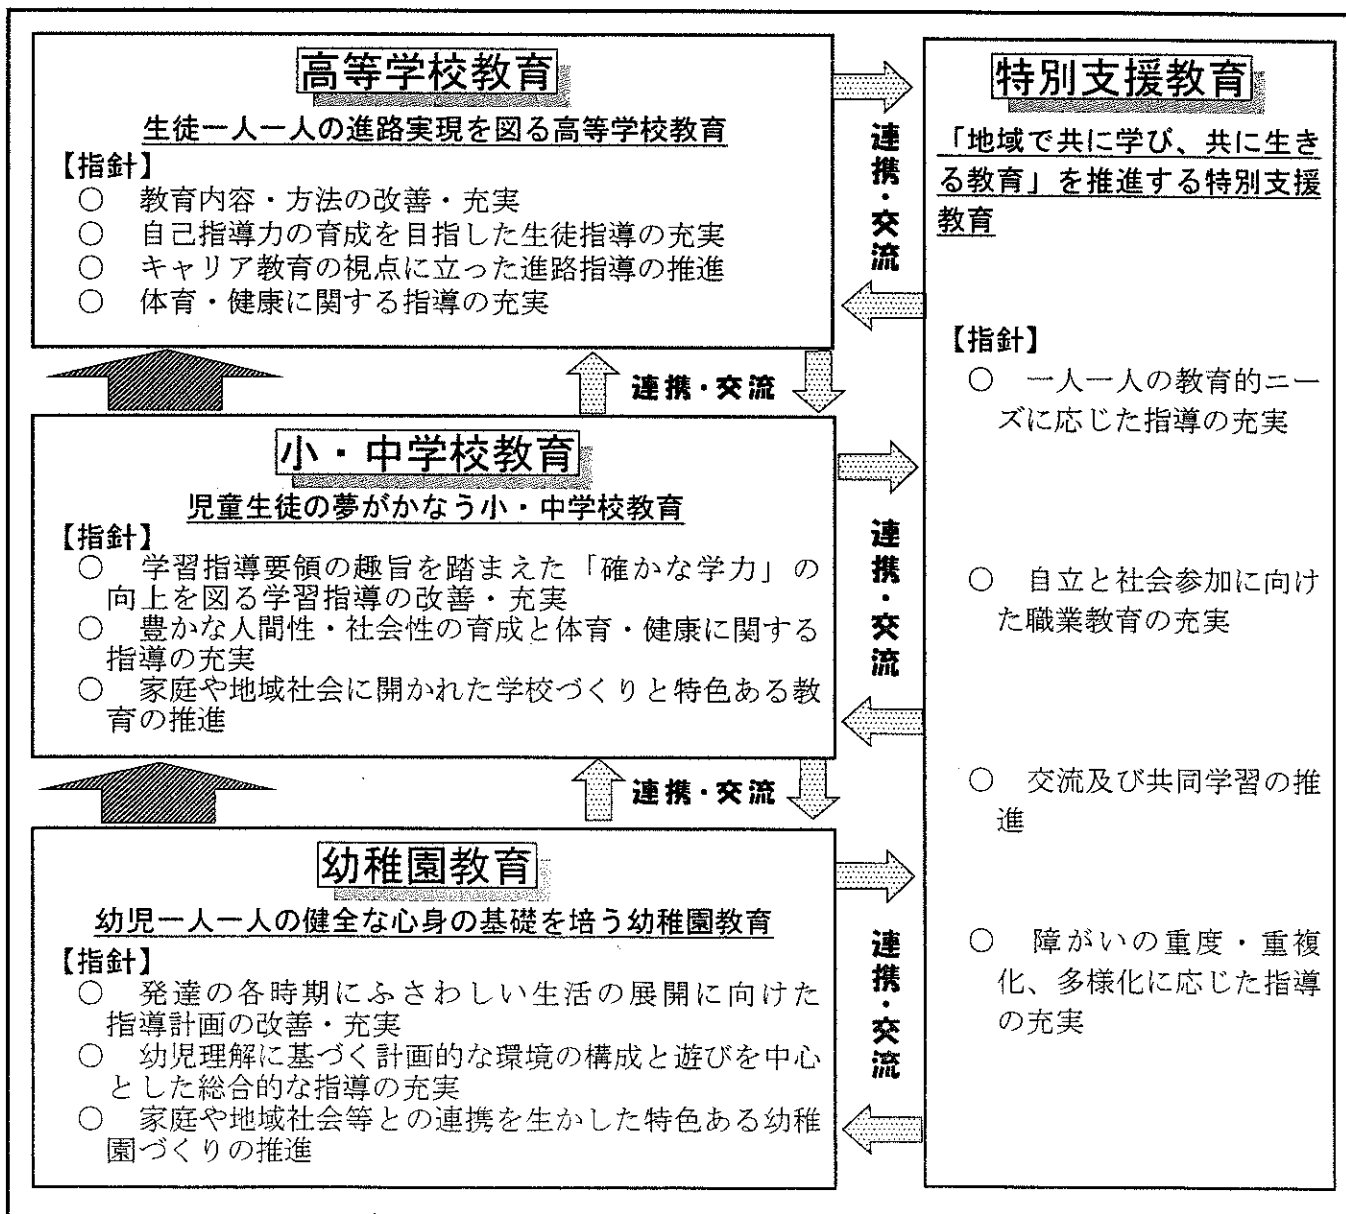 高等学校教育
生徒一人一人の進路実現を図る高等学校教育
【指針】
○ 教育内容・方法の改善・充実
○ 自己指導力の育成を目指した生徒指導の充実
○ キャリア教育の視点に立った進路指導の推進
○ 体育・健康に関する指導の充実
連携・交流
小・中学校教育
児童生徒の夢がかなう小・中学校教育
【指針】
○ 学習指導要領の趣旨を踏まえた「確かな学力」の
向上を図る学習指導の改善・充実
○ 豊かな人間性・社会性の育成と体育・健康に関する
指導の充実
○ 家庭や地域社会に開かれた学校づくりと特色ある教
育の推進
連携・交流
幼稚園教育
幼児一人一人の健全な心身の基礎を培う幼稚園教育
【指針】
○ 発達の各時期にふさわしい生活の展開に向けた
指導計画の改善・充実
○ 幼児理解に基づく計画的な環境の構成と遊びを中心
とした総合的な指導の充実
○ 家庭や地域社会等との連携を生かした特色ある幼稚
園づくりの推進
連携・交流
連携・交流
連携・交流
特別支援教育
「地域で共に学び、共に生き
る教育」を推進する特別支援
教育
【指針】
○ 一人一人の教育的ニー
ズに応じた指導の充実
○ 自立と社会参加に向け
た職業教育の充実
○ 交流及び共同学習の推
進
○ 障がいの重度・重複
化、多様化に応じた指導
の充実